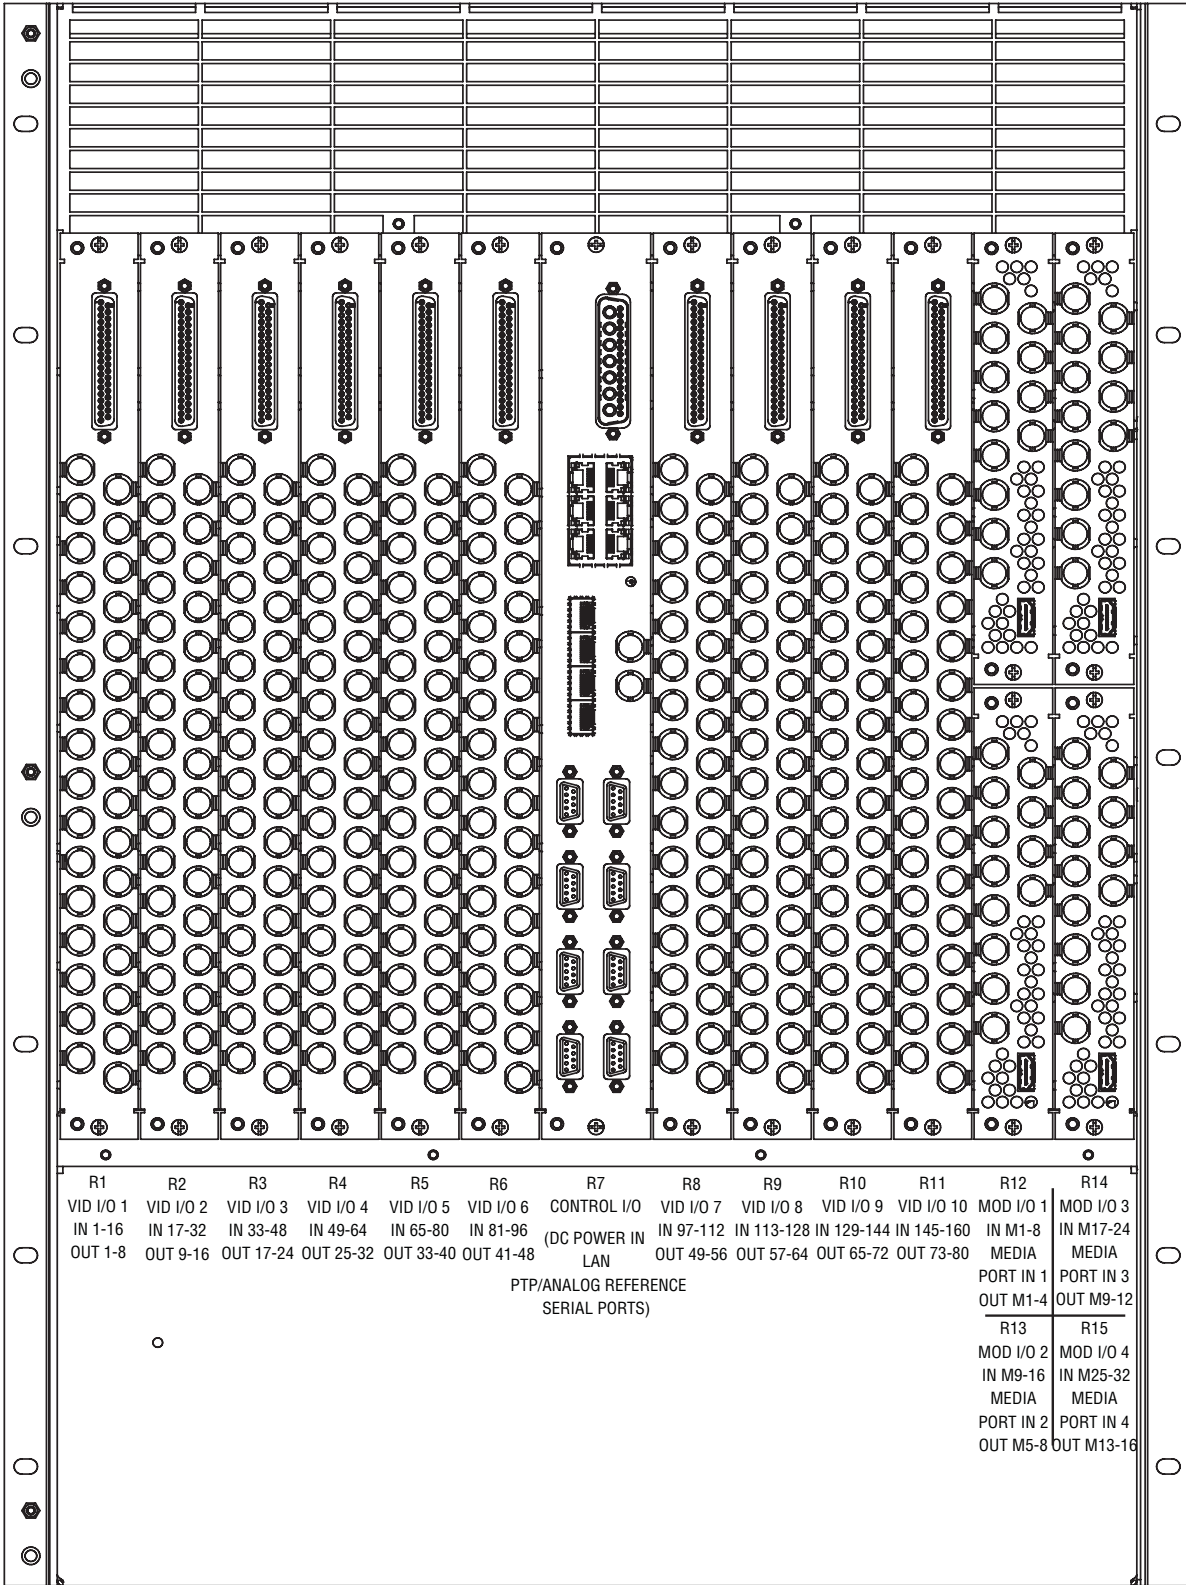 R1
VID I/O 1
IN 1-16
OUT 1-8
R2
VID I/O 2
IN 17-32
OUT 9-16
R3
VID I/O 3
IN 33-48
OUT 17-24
R4
VID I/O 4
IN 49-64
OUT 25-32
R5
VID I/O 5
IN 65-80
OUT 33-40
R6
VID I/O 6
IN 81-96
OUT 41-48
R7
CONTROL I/O
(DC POWER IN
LAN
PTP/ANALOG REFERENCE
SERIAL PORTS)
R8
VID I/O 7
IN 97-112
OUT 49-56
R9
VID I/O 8
IN 113-128
OUT 57-64
R10
VID I/O 9
IN 129-144
OUT 65-72
R11
VID I/O 10
IN 145-160
OUT 73-80
R12
MOD I/O 1
IN M1-8
MEDIA
PORT IN 1
OUT M1-4
R14
MOD I/O 3
IN M17-24
MEDIA
PORT IN 3
OUT M9-12
R13
MOD I/O 2
IN M9-16
MEDIA
PORT IN 2
OUT M5-8
R15
MOD I/O 4
IN M25-32
MEDIA
PORT IN 4
OUT M13-16